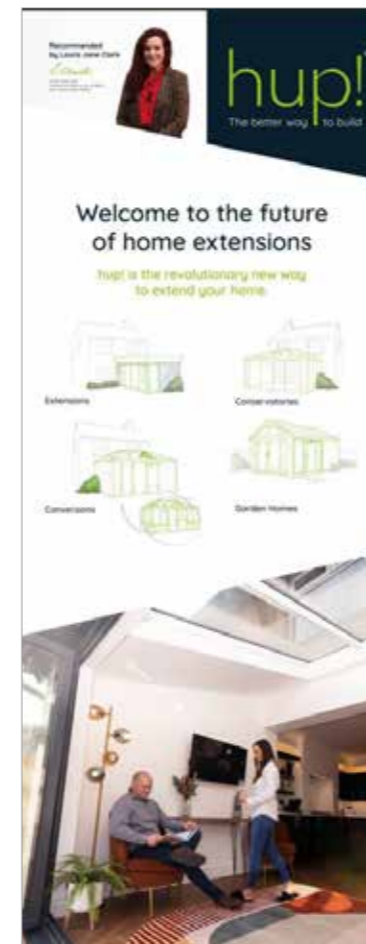 Recommended
by Laura Jane Clark
hup!
The better way to build
Welcome to the future
of home extensions
hup! is the revolutionary new way
to extend your home.
Extensions
Conservatories
Conversions
Garden Homes